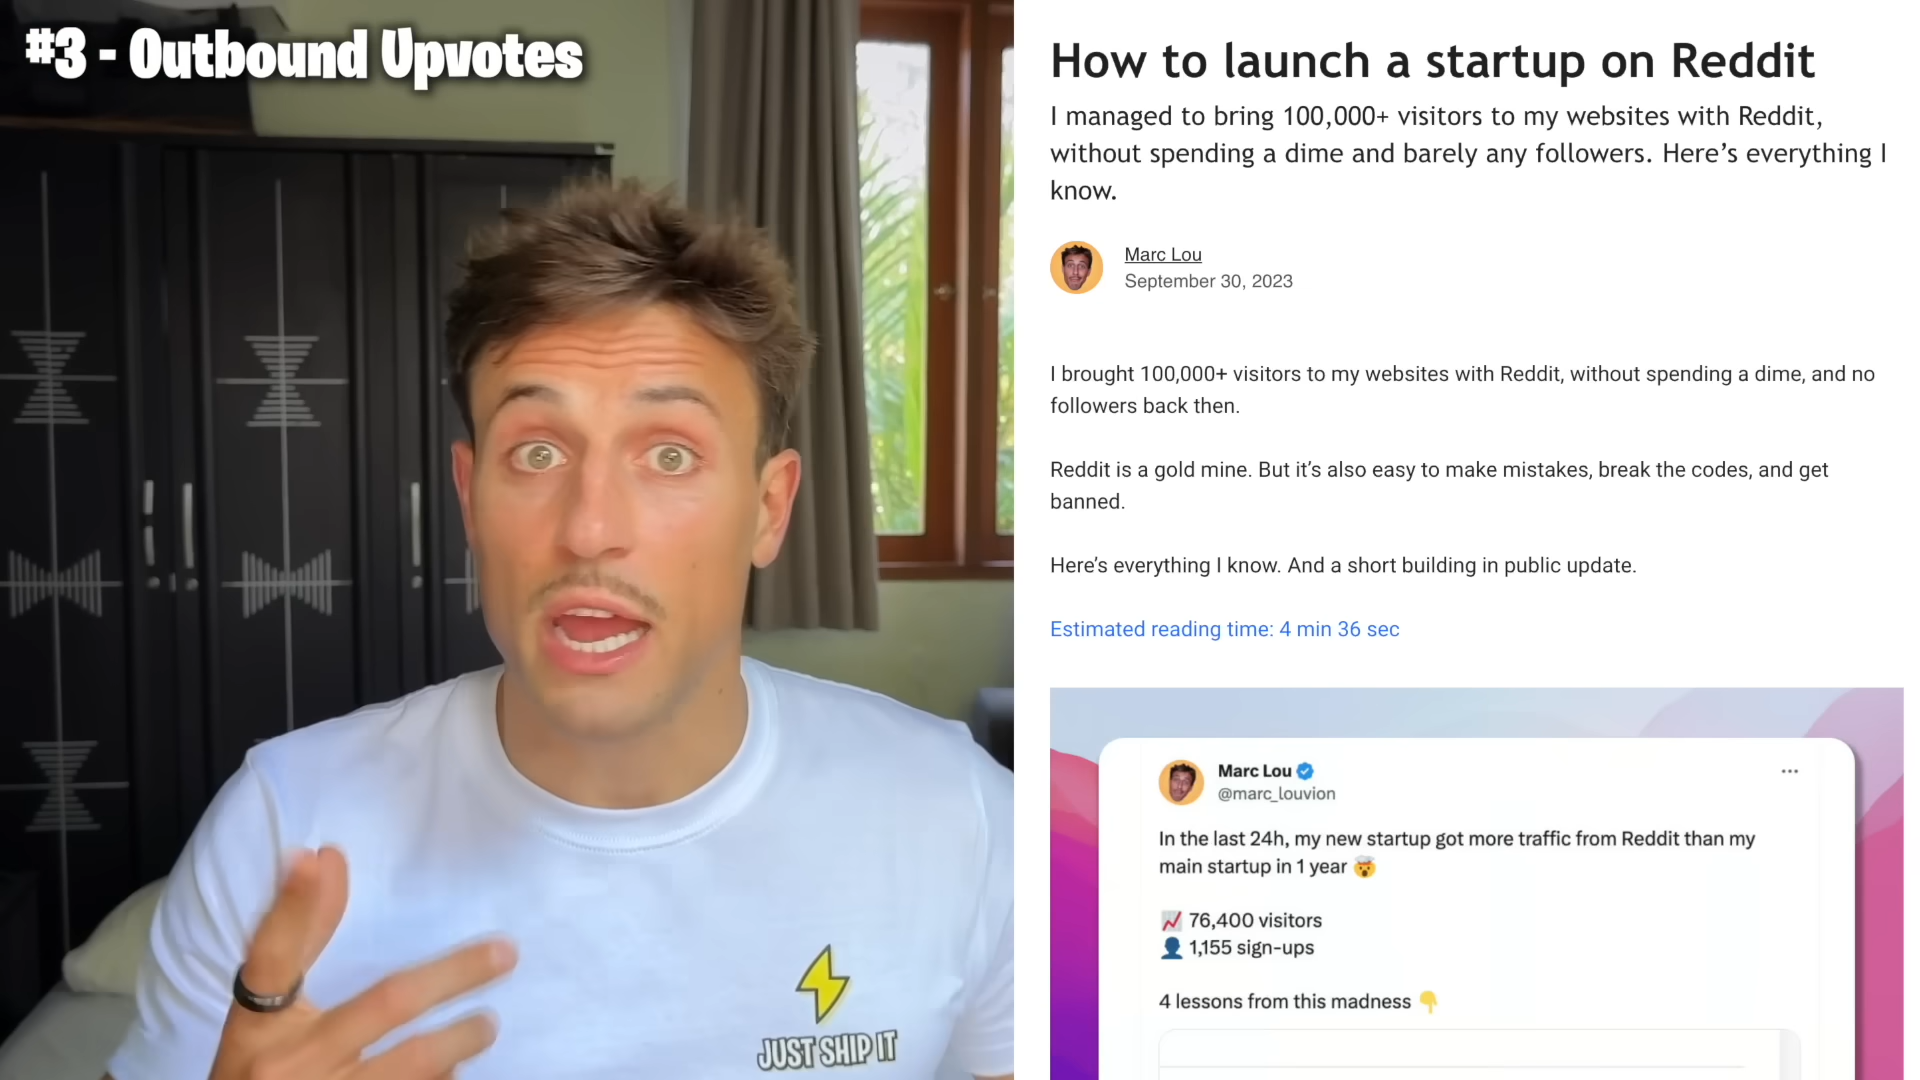 #3 - Outbound Upvotes
JUST SHIP IT
How to launch a startup on Reddit
I managed to bring 100,000+ visitors to my websites with Reddit,
without spending a dime and barely any followers. Here’s everything I
know.
Marc Lou
September 30, 2023
I brought 100,000+ visitors to my websites with Reddit, without spending a dime, and no
followers back then.
Reddit is a gold mine. But it’s also easy to make mistakes, break the codes, and get
banned.
Here’s everything I know. And a short building in public update.
Estimated reading time: 4 min 36 sec
Marc Lou
@marc_louvion
In the last 24h, my new startup got more traffic from Reddit than my
main startup in 1 year 🤯
📈 76,400 visitors
👤 1,155 sign-ups
4 lessons from this madness 👇